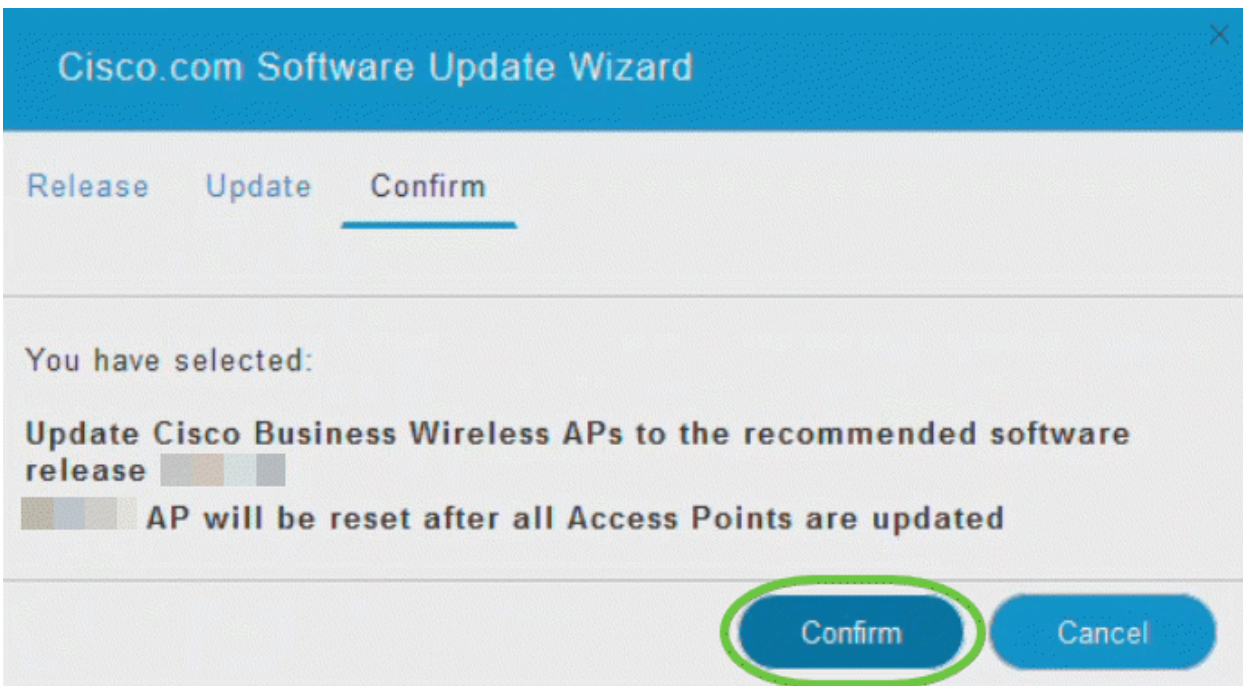 Cisco.com Software Update Wizard
Release Update Confirm
You have selected:
Update Cisco Business Wireless APs to the recommended software
release
AP will be reset after all Access Points are updated
Confirm Cancel